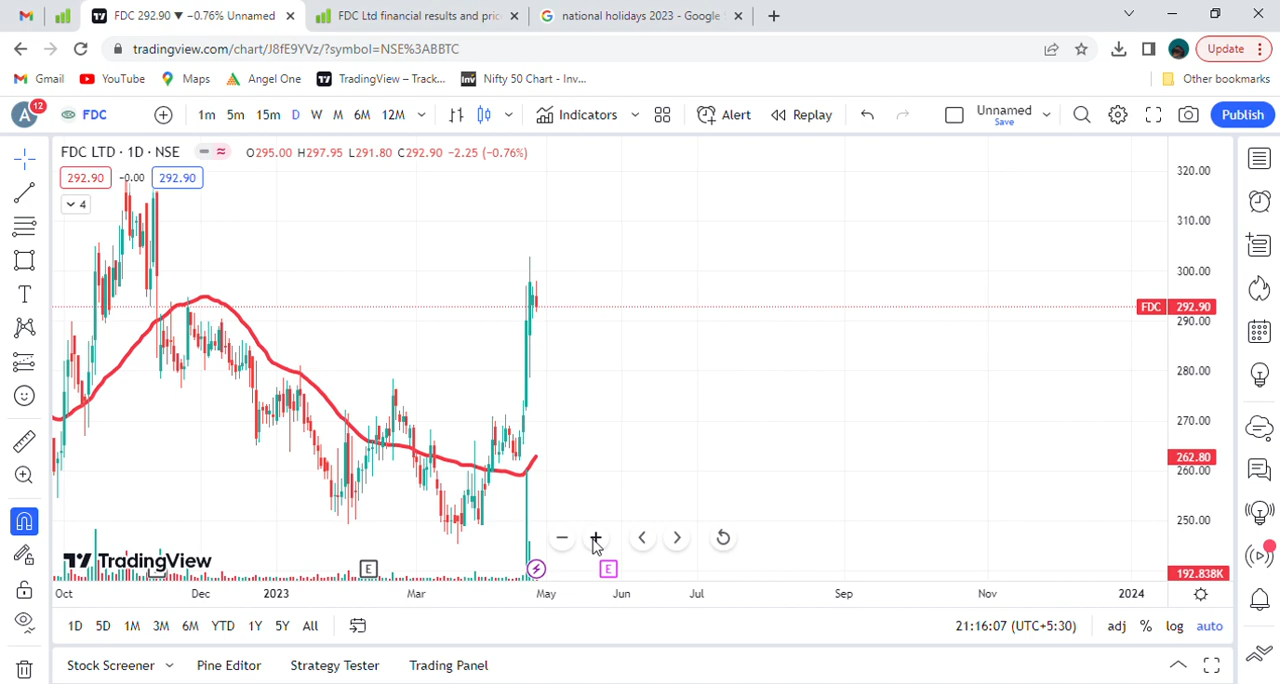 FDC 292.90 ▼ −0.76% Unnamed
FDC Ltd financial results and pric
national holidays 2023 - Google
tradingview.com/chart/J8fE9YVz/?symbol=NSE%3ABBTC
Update
Gmail
YouTube
Maps
Angel One
TradingView – Track...
Inv
Nifty 50 Chart - Inv...
Other bookmarks
A
12
FDC
1m 5m 15m D W M 6M 12M
Indicators
Alert
Replay
Unnamed
Save
Publish
FDC LTD · 1D · NSE
O295.00 H297.95 L291.80 C292.90 −2.25 (−0.76%)
292.90
−0.00
292.90
4
320.00
310.00
300.00
FDC 292.90
290.00
280.00
270.00
262.80
260.00
250.00
TradingView
E
E
192.838K
Oct Dec 2023 Mar May Jun Jul Sep Nov 2024
1D 5D 1M 3M 6M YTD 1Y 5Y All
21:16:07 (UTC+5:30)
adj % log auto
Stock Screener
Pine Editor
Strategy Tester
Trading Panel